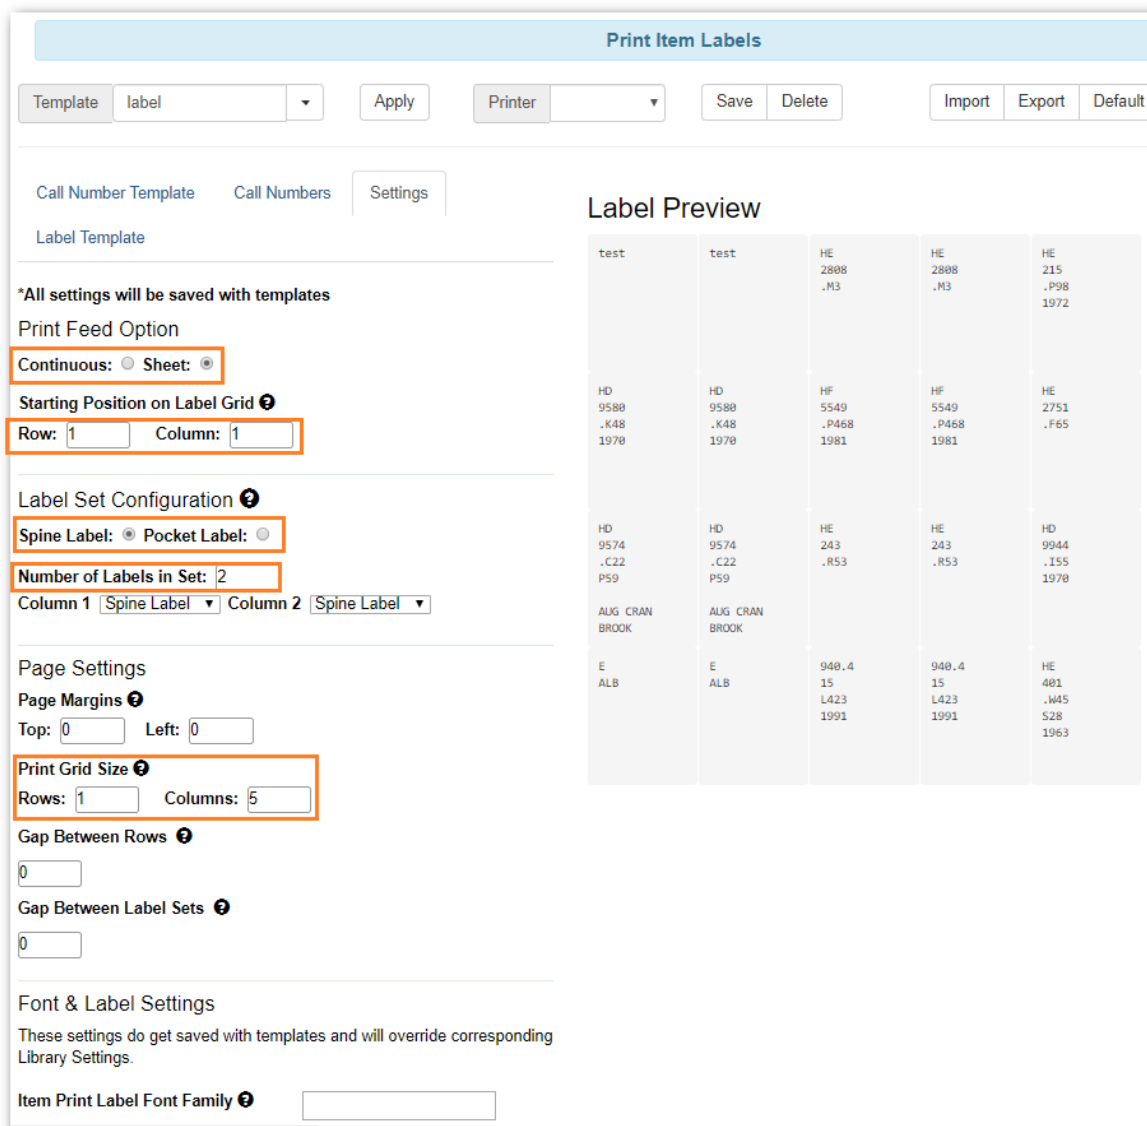 Print Item Labels
Template label Apply Printer Save Delete Import Export Default
Call Number Template Call Numbers Settings
Label Template
*All settings will be saved with templates
Print Feed Option
Continuous: Sheet:
Starting Position on Label Grid
Row: 1 Column: 1
Label Set Configuration
Spine Label: Pocket Label:
Number of Labels in Set: 2
Column 1 Spine Label Column 2 Spine Label
Page Settings
Page Margins
Top: 0 Left: 0
Print Grid Size
Rows: 1 Columns: 5
Gap Between Rows
0
Gap Between Label Sets
0
Font & Label Settings
These settings do get saved with templates and will override corresponding
Library Settings.
Item Print Label Font Family
Label Preview
test test HE HE HE
2808 2808 215
.M3 .M3 .P98
1972
HD HD HF HF HE
9580 9580 5549 5549 2751
.K48 .K48 .P468 .P468 .F65
1970 1970 1981 1981
HD HD HE HE HD
9574 9574 243 243 9944
.C22 .C22 .R53 .R53 .I55
P59 P59 1970
AUG CRAN AUG CRAN
BROOK BROOK
E E 940.4 940.4 HE
ALB ALB 15 15 401
L423 L423 .W45
1991 1991 S28
1963